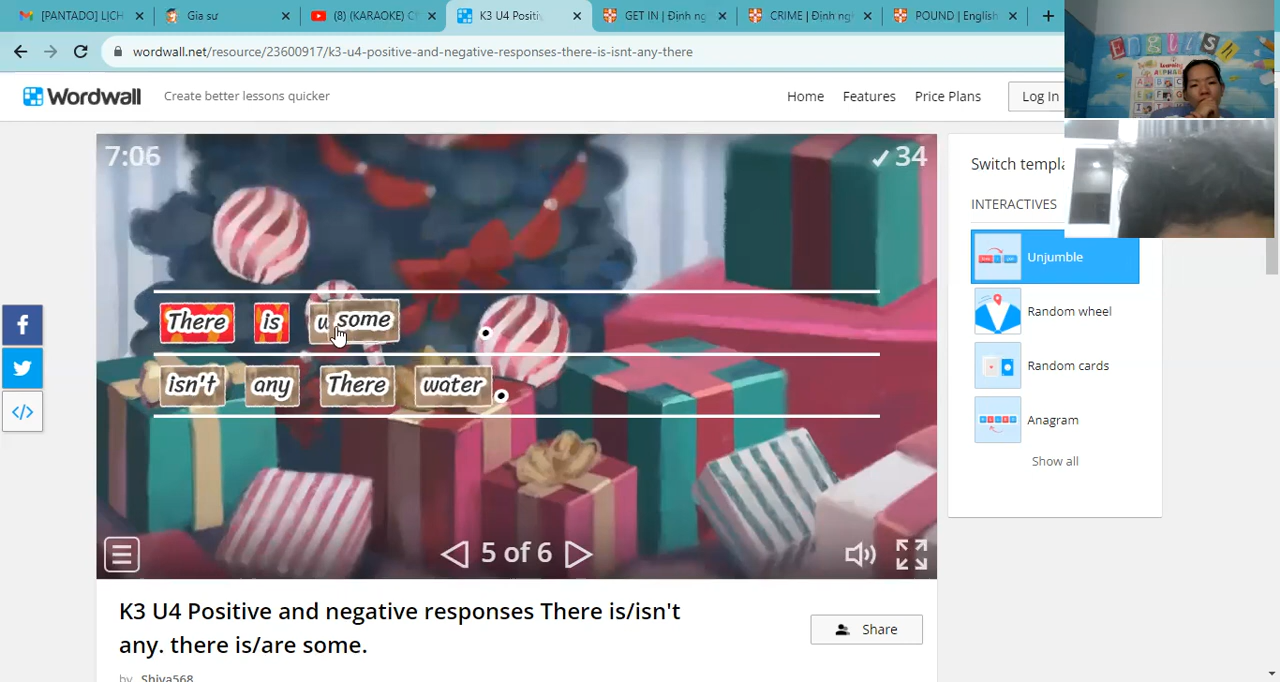 [PANTADO] LỊCH
Gia sư
(8) (KARAOKE)
K3 U4 Positiv
GET IN | Định ng
CRIME | Định ng
POUND | English
wordwall.net/resource/23600917/k3-u4-positive-and-negative-responses-there-is-isnt-any-there
Wordwall
Create better lessons quicker
Home
Features
Price Plans
Log In
English
7:06
34
There is some .
isn't any There water .
5 of 6
Switch templa
INTERACTIVES
Unjumble
Random wheel
Random cards
Anagram
Show all
K3 U4 Positive and negative responses There is/isn't
any. there is/are some.
Share
by Shiva568